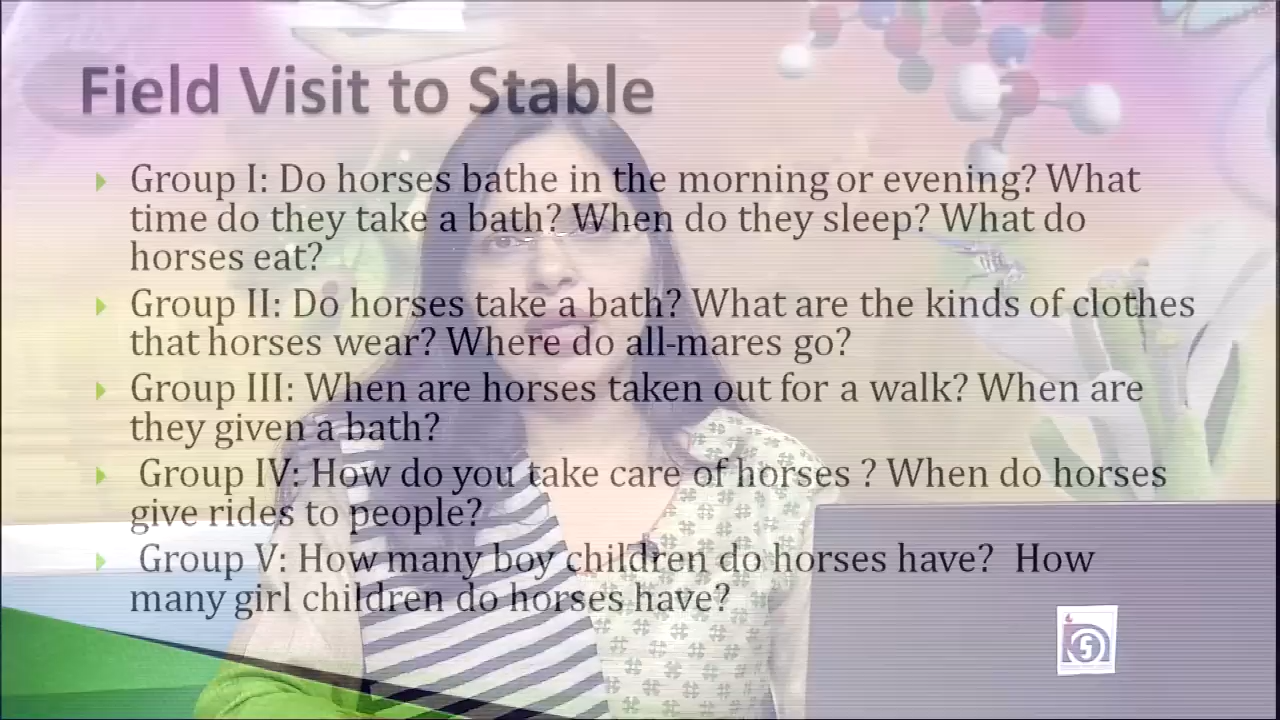 Field Visit to Stable
Group I: Do horses bathe in the morning or evening? What
time do they take a bath? When do they sleep? What do
horses eat?
Group II: Do horses take a bath? What are the kinds of clothes
that horses wear? Where do all-mares go?
Group III: When are horses taken out for a walk? When are
they given a bath?
Group IV: How do you take care of horses ? When do horses
give rides to people?
Group V: How many boy children do horses have?  How
many girl children do horses have?